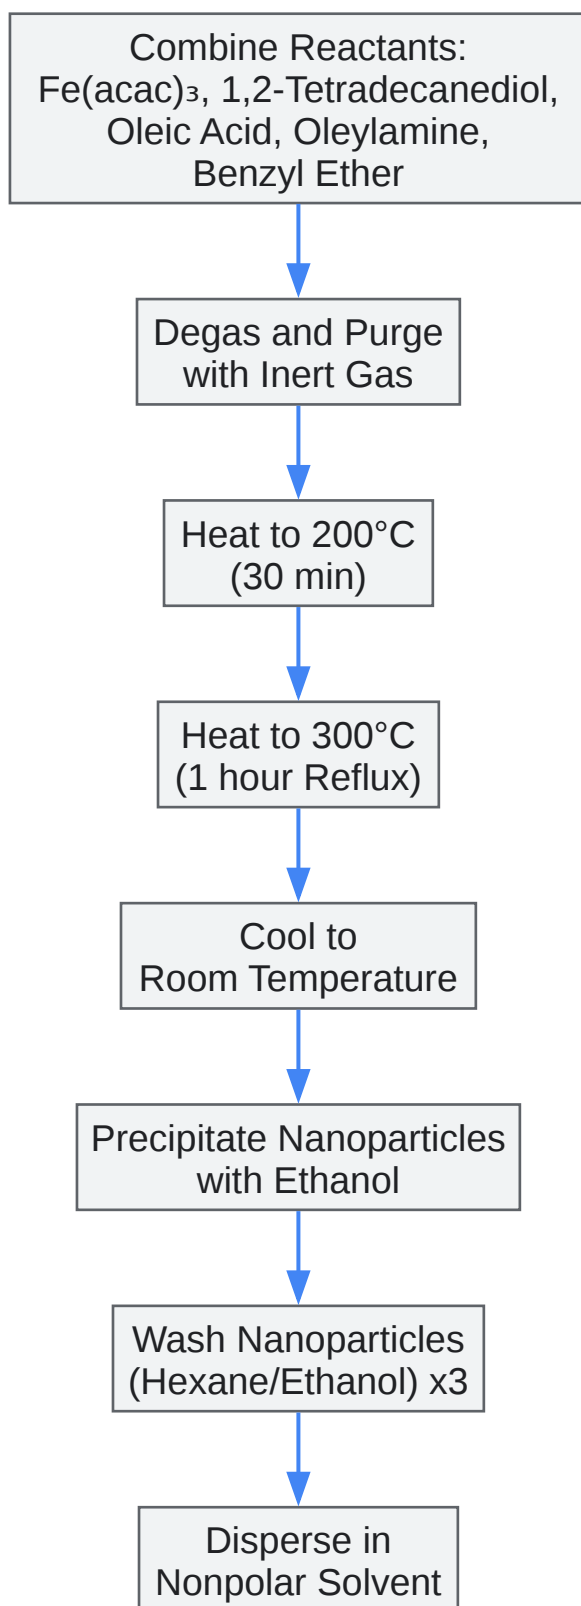 Combine Reactants:
Fe(acac)₃, 1,2-Tetradecanediol,
Oleic Acid, Oleylamine,
Benzyl Ether
Degas and Purge
with Inert Gas
Heat to 200°C
(30 min)
Heat to 300°C
(1 hour Reflux)
Cool to
Room Temperature
Precipitate Nanoparticles
with Ethanol
Wash Nanoparticles
(Hexane/Ethanol) x3
Disperse in
Nonpolar Solvent